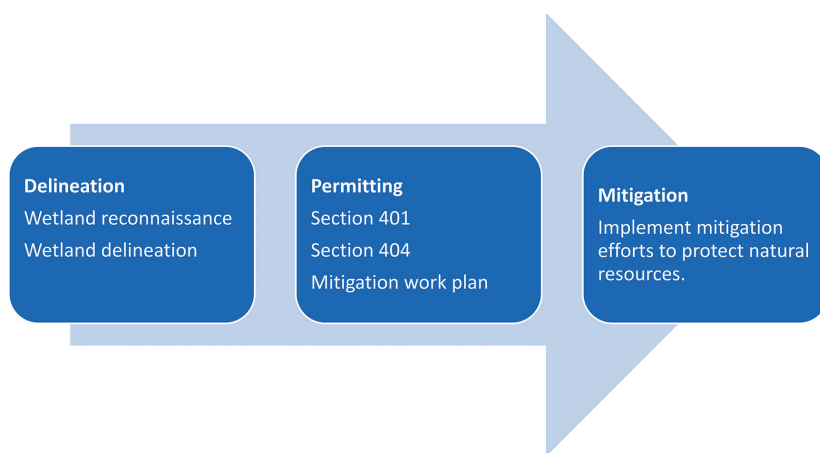 Delineation
Wetland reconnaissance
Wetland delineation
Permitting
Section 401
Section 404
Mitigation work plan
Mitigation
Implement mitigation
efforts to protect natural
resources.